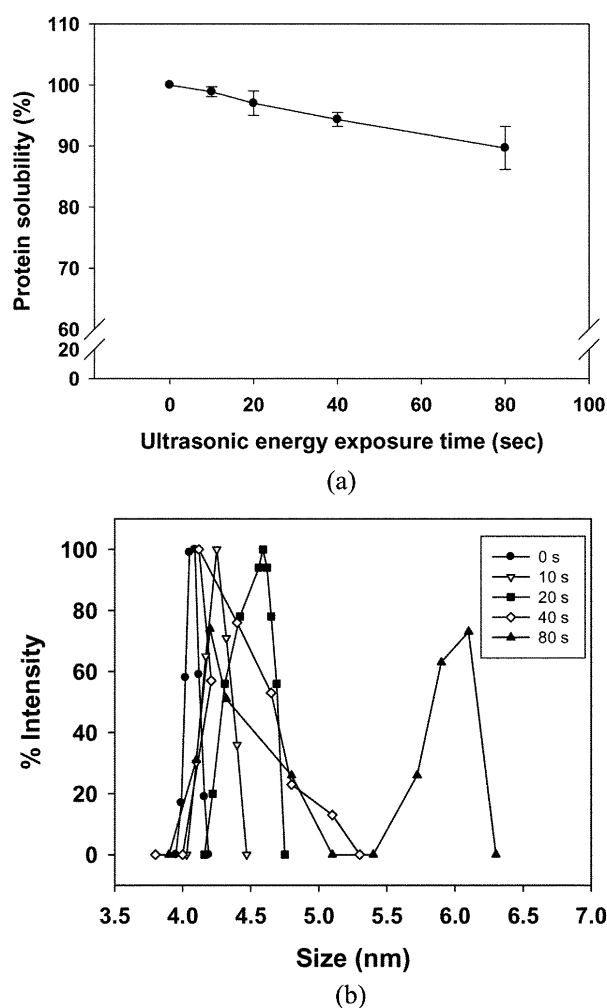 110
100
90
80
70
60
20
0
Protein solubility (%)
0 20 40 60 80 100
Ultrasonic energy exposure time (sec)
(a)
100
80
60
40
20
0
% Intensity
0 s
10 s
20 s
40 s
80 s
3.5 4.0 4.5 5.0 5.5 6.0 6.5 7.0
Size (nm)
(b)